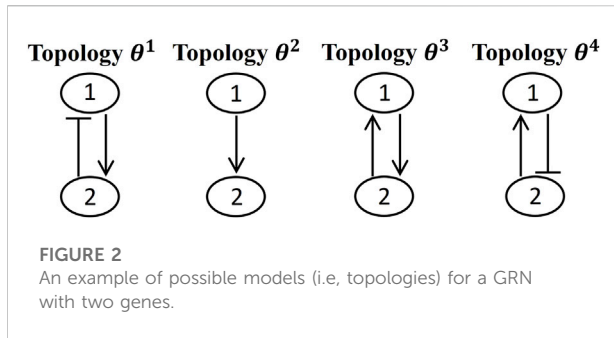 Topology θ¹ Topology θ² Topology θ³ Topology θ⁴
1 1 1 1
2 2 2 2
FIGURE 2
An example of possible models (i.e, topologies) for a GRN
with two genes.